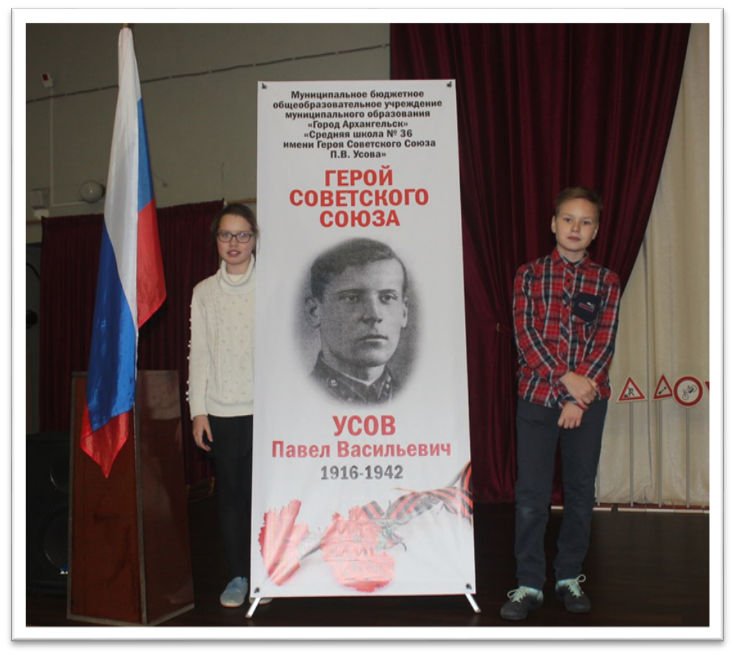 Муниципальное бюджетное
общеобразовательное учреждение
муниципального образования
«Город Архангельск»
«Средняя школа № 36
имени Героя Советского Союза
П.В. Усова»
ГЕРОЙ
СОВЕТСКОГО
СОЮЗА
УСОВ
Павел Васильевич
1916-1942